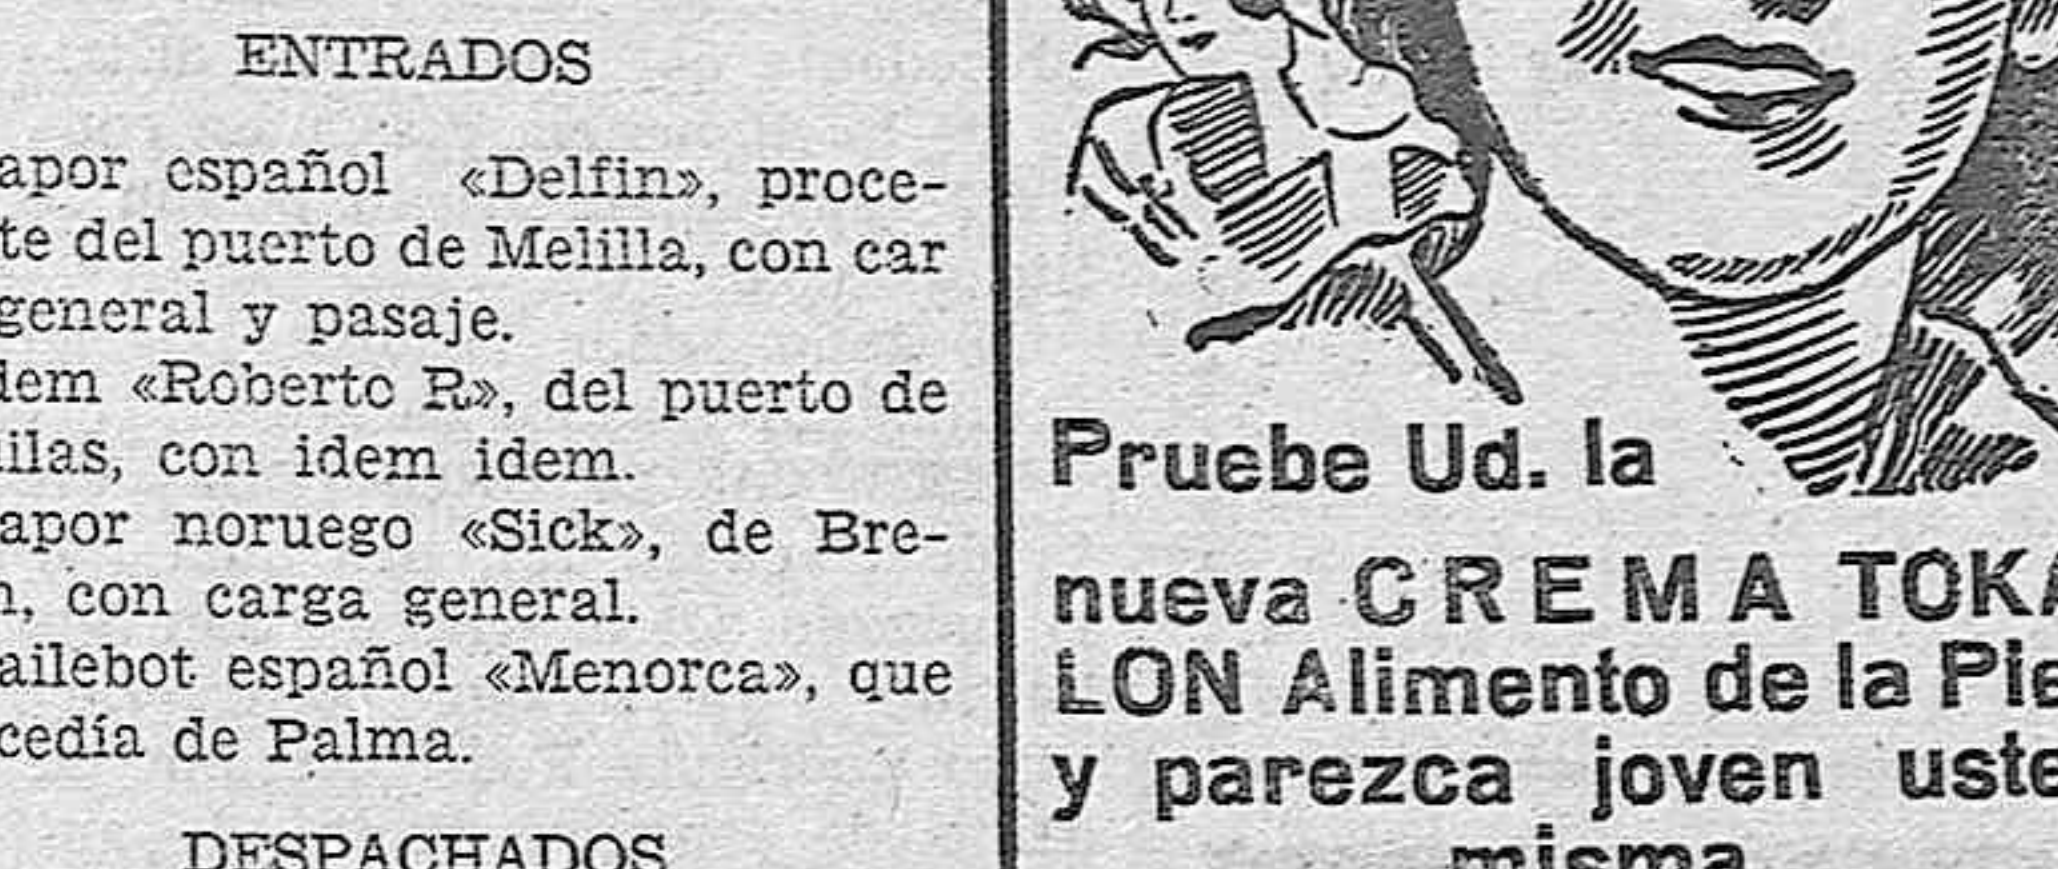 ENTRADOS
apor español «Delfin», proce-
te del puerto de Melilla, con car
general y pasaje.
dem «Roberto R», del puerto de
ilas, con idem idem.
apor noruego «Sick», de Bre-
n, con carga general.
ailebot español «Menorca», que
cedía de Palma.
DESPACHADOS
Pruebe Ud. la
nueva CREMA TOKA
LON Alimento de la Pie
y parezca joven uste
misma